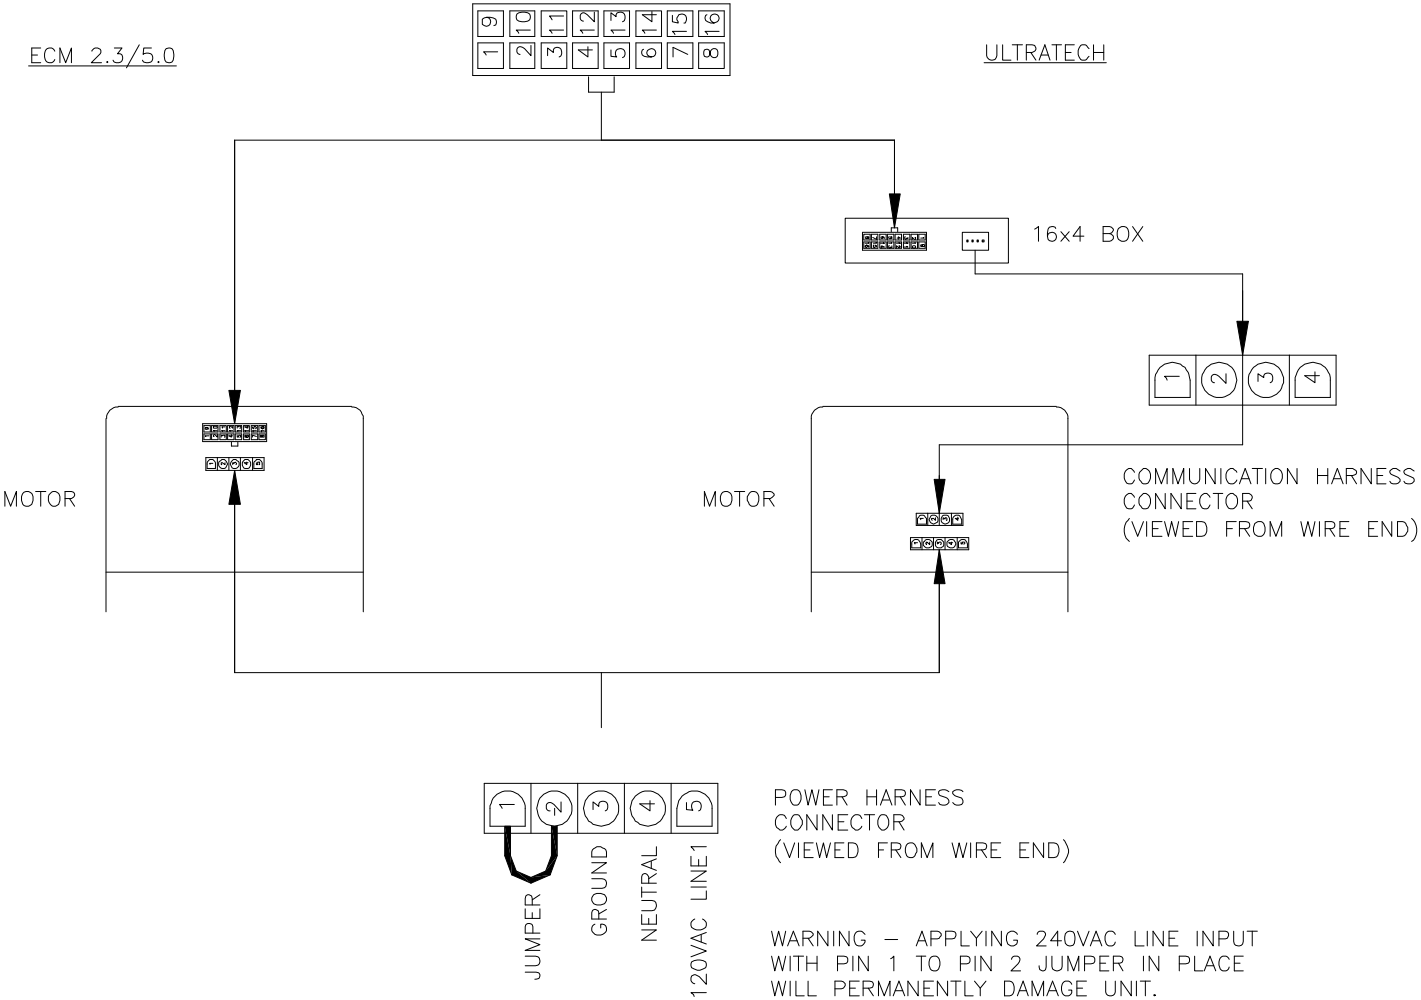 ECM 2.3/5.0
9 10 11 12 13 14 15 16
1 2 3 4 5 6 7 8
ULTRATECH
16x4 BOX
1 2 3 4
MOTOR
MOTOR
COMMUNICATION HARNESS
CONNECTOR
(VIEWED FROM WIRE END)
1 2 3 4 5
JUMPER
GROUND
NEUTRAL
120VAC LINE1
POWER HARNESS
CONNECTOR
(VIEWED FROM WIRE END)
WARNING – APPLYING 240VAC LINE INPUT
WITH PIN 1 TO PIN 2 JUMPER IN PLACE
WILL PERMANENTLY DAMAGE UNIT.